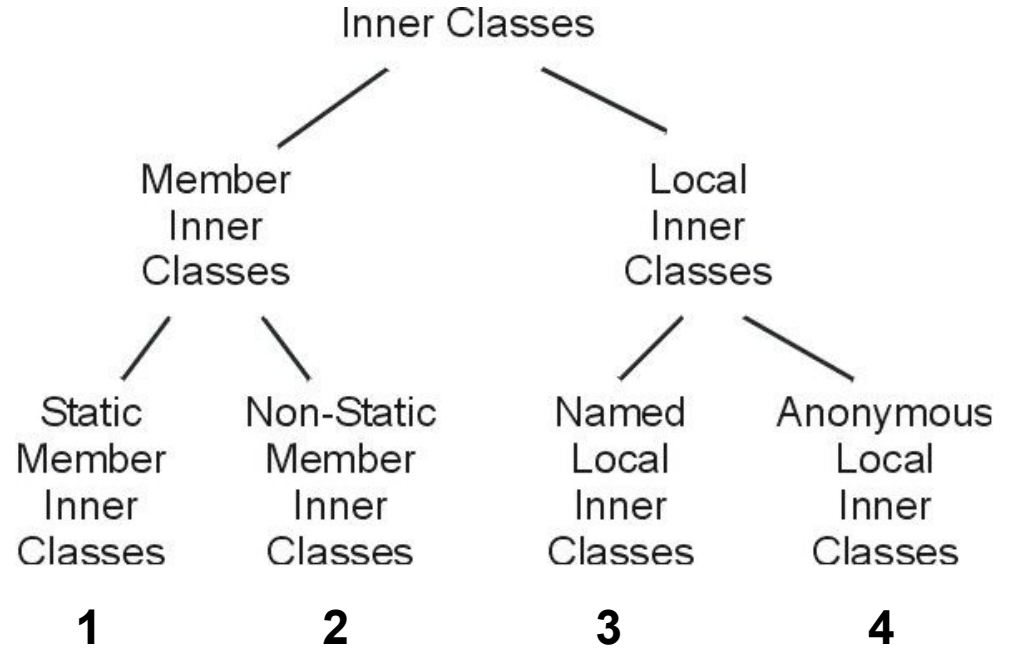 Inner Classes
Member
Inner
Classes
Local
Inner
Classes
Static
Member
Inner
Classes
Non-Static
Member
Inner
Classes
Named
Local
Inner
Classes
Anonymous
Local
Inner
Classes
1
2
3
4